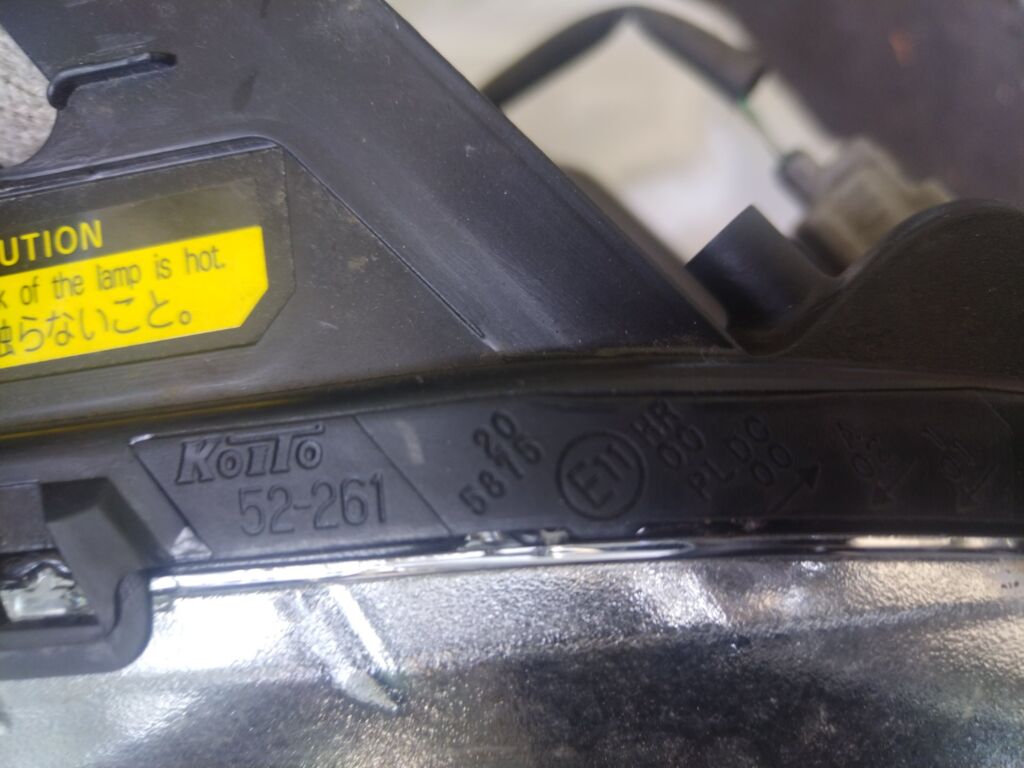 UTION
k of the lamp is hot.
触らないこと。
KOITO
52-261
20
E11
HR
00
PL DC
00